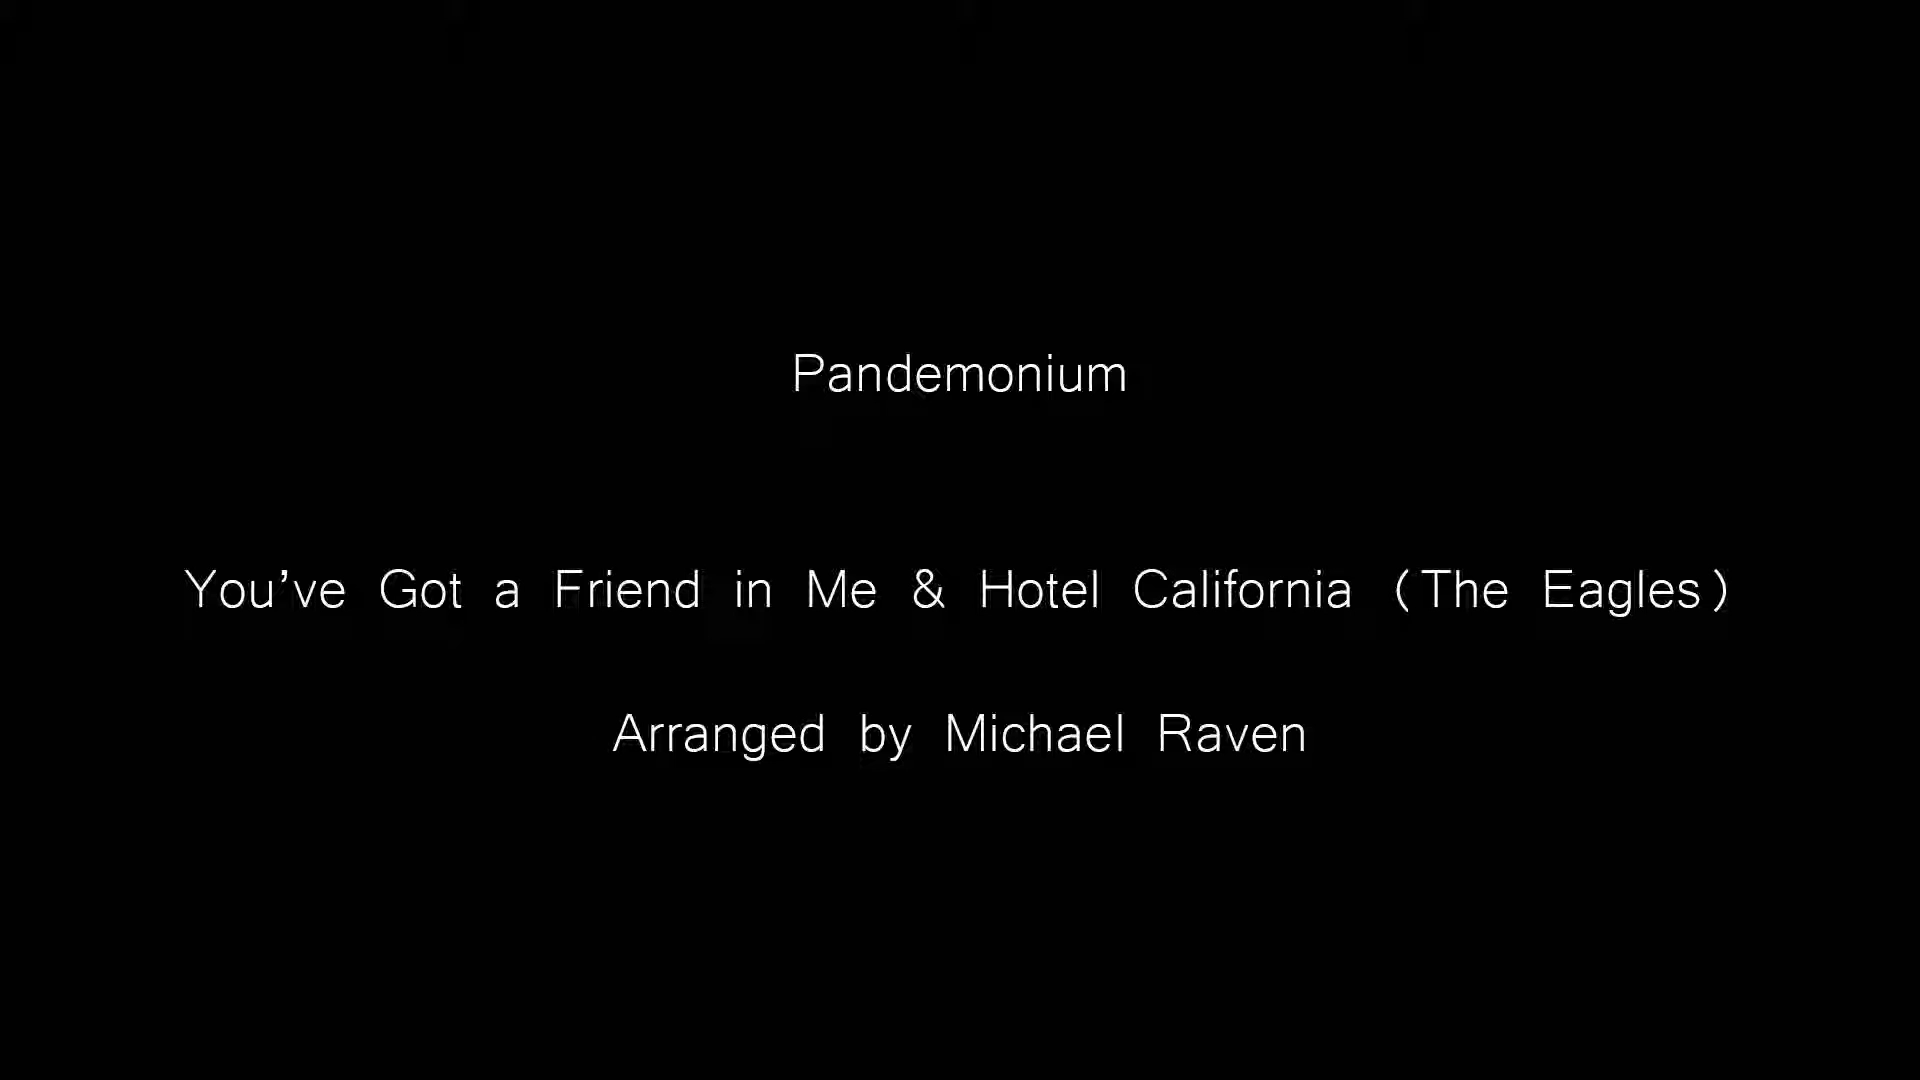 Pandemonium
You’ve Got a Friend in Me & Hotel California (The Eagles)
Arranged by Michael Raven